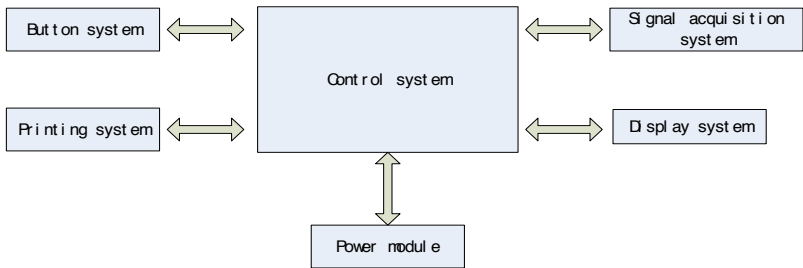 Button system
Signal acquisition
system
Control system
Printing system
Display system
Power module